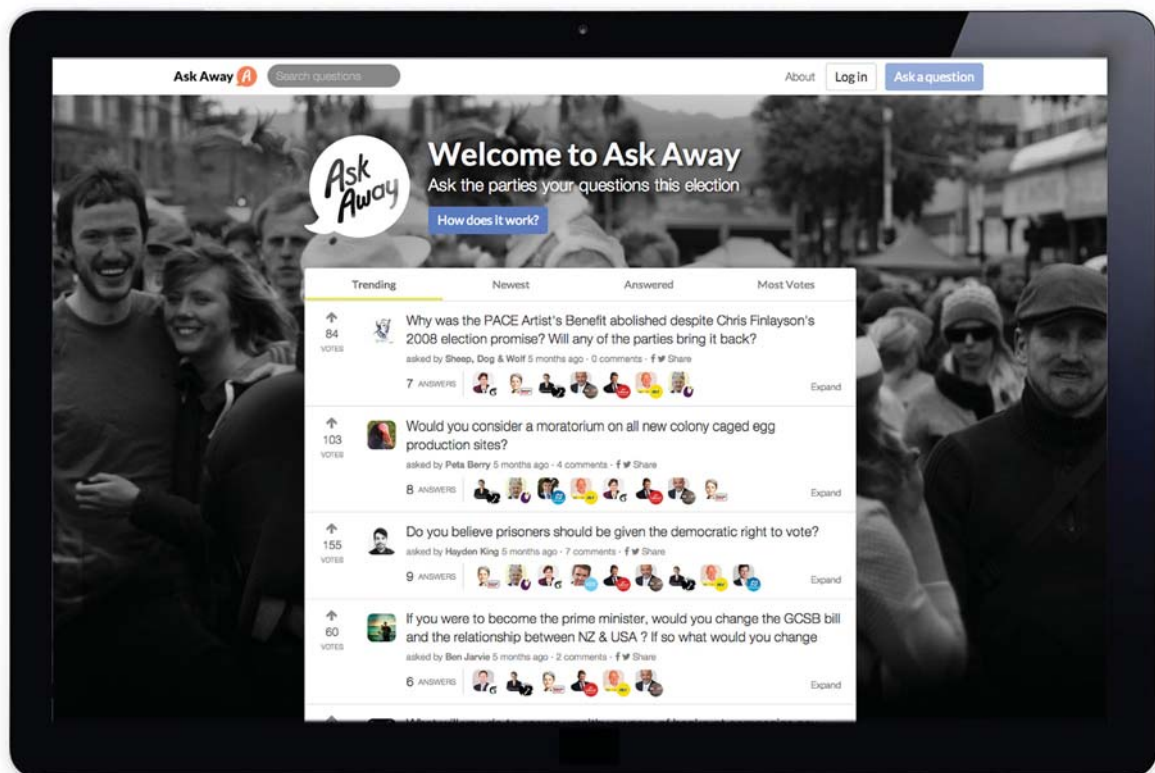 Ask Away A Search questions About Log in Ask a question
Ask Away
Welcome to Ask Away
Ask the parties your questions this election
How does it work?
Trending Newest Answered Most Votes
84
VOTES
Why was the PACE Artist's Benefit abolished despite Chris Finlayson's
2008 election promise? Will any of the parties bring it back?
asked by Sheep, Dog & Wolf 5 months ago · 0 comments · f Share
7 ANSWERS Expand
103
VOTES
Would you consider a moratorium on all new colony caged egg
production sites?
asked by Peta Berry 5 months ago · 4 comments · f Share
8 ANSWERS Expand
155
VOTES
Do you believe prisoners should be given the democratic right to vote?
asked by Hayden King 5 months ago · 7 comments · f Share
9 ANSWERS Expand
60
VOTES
If you were to become the prime minister, would you change the GCSB bill
and the relationship between NZ & USA ? If so what would you change
asked by Ben Jarvie 5 months ago · 2 comments · f Share
6 ANSWERS Expand